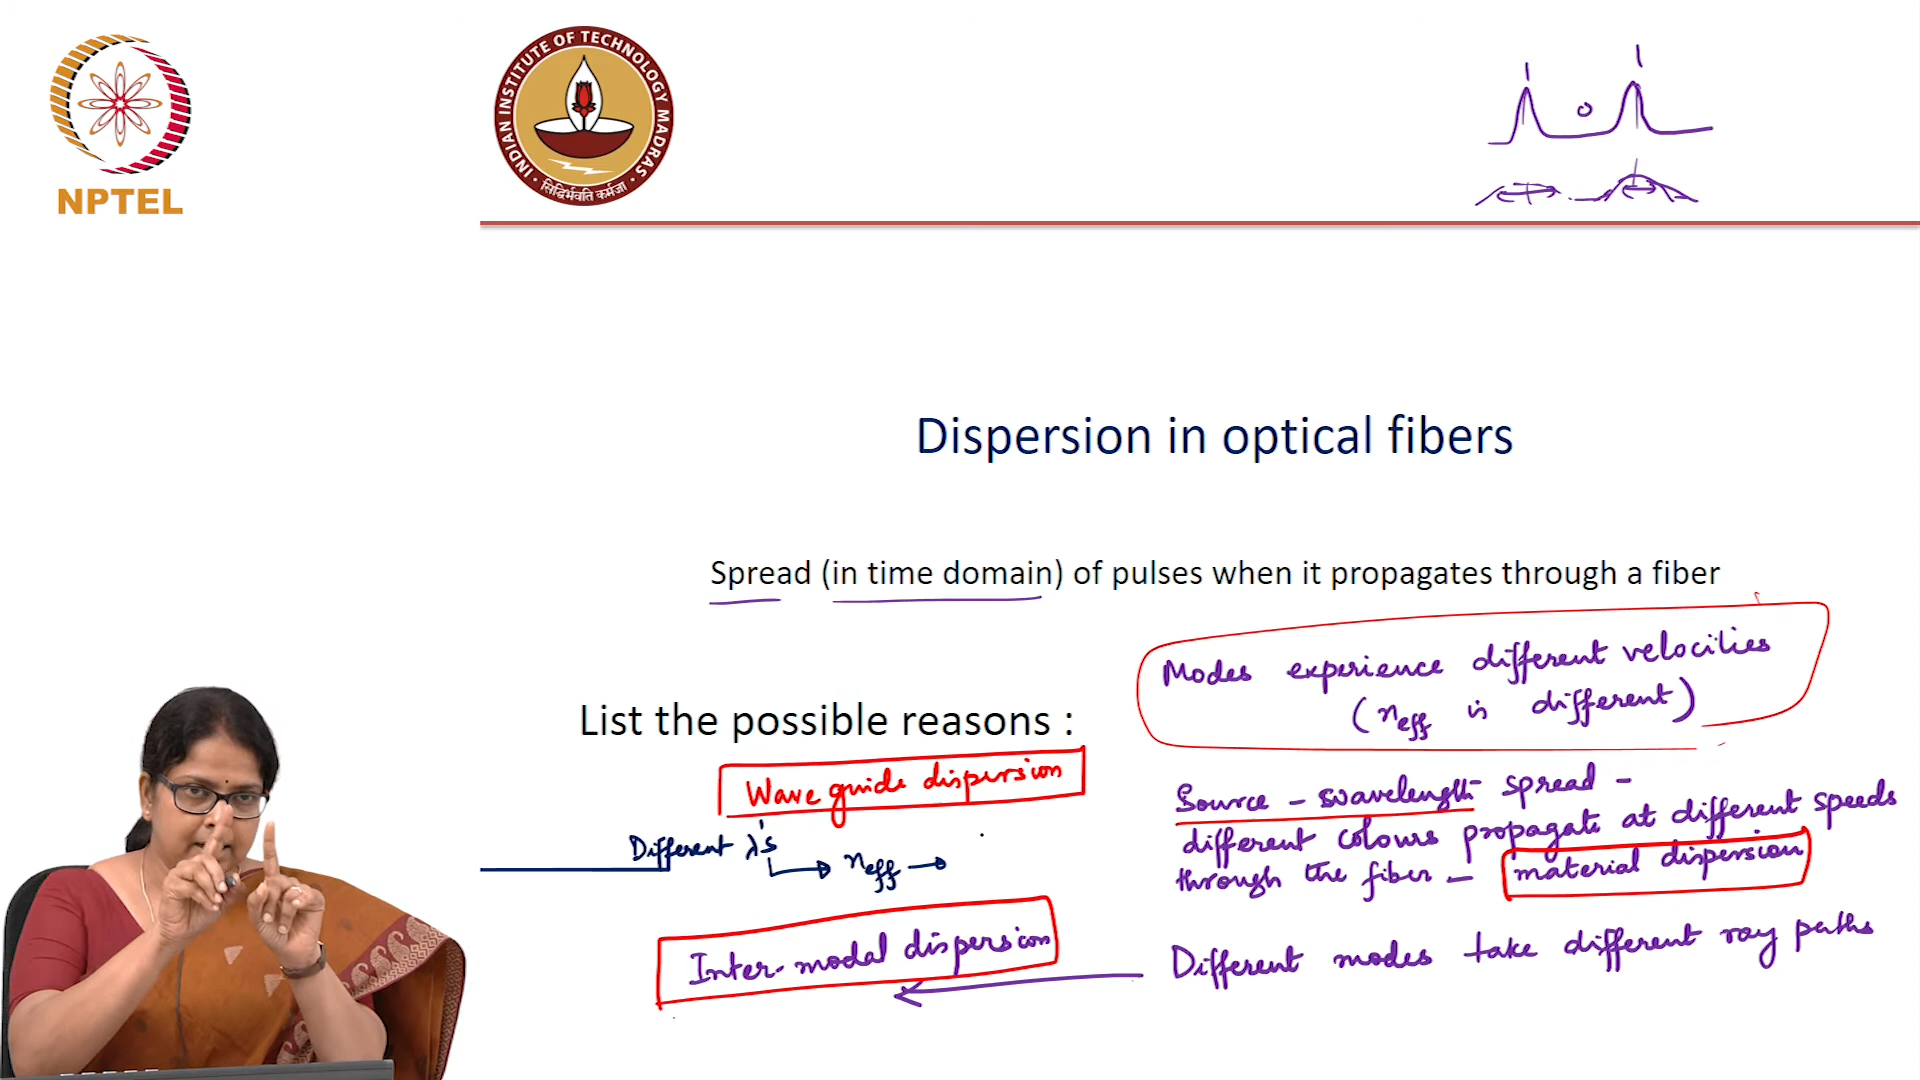 NPTEL
INDIAN INSTITUTE OF TECHNOLOGY MADRAS
सिद्धिर्भवति कर्मजा
1 0 1
Dispersion in optical fibers
Spread (in time domain) of pulses when it propagates through a fiber
Modes experience different velocities
(neff is different)
List the possible reasons :
Wave guide dispersion
Different λ's
neff
Source - wavelength spread -
different colours propagate at different speeds
through the fiber - material dispersion
Inter-modal dispersion
Different modes take different ray paths